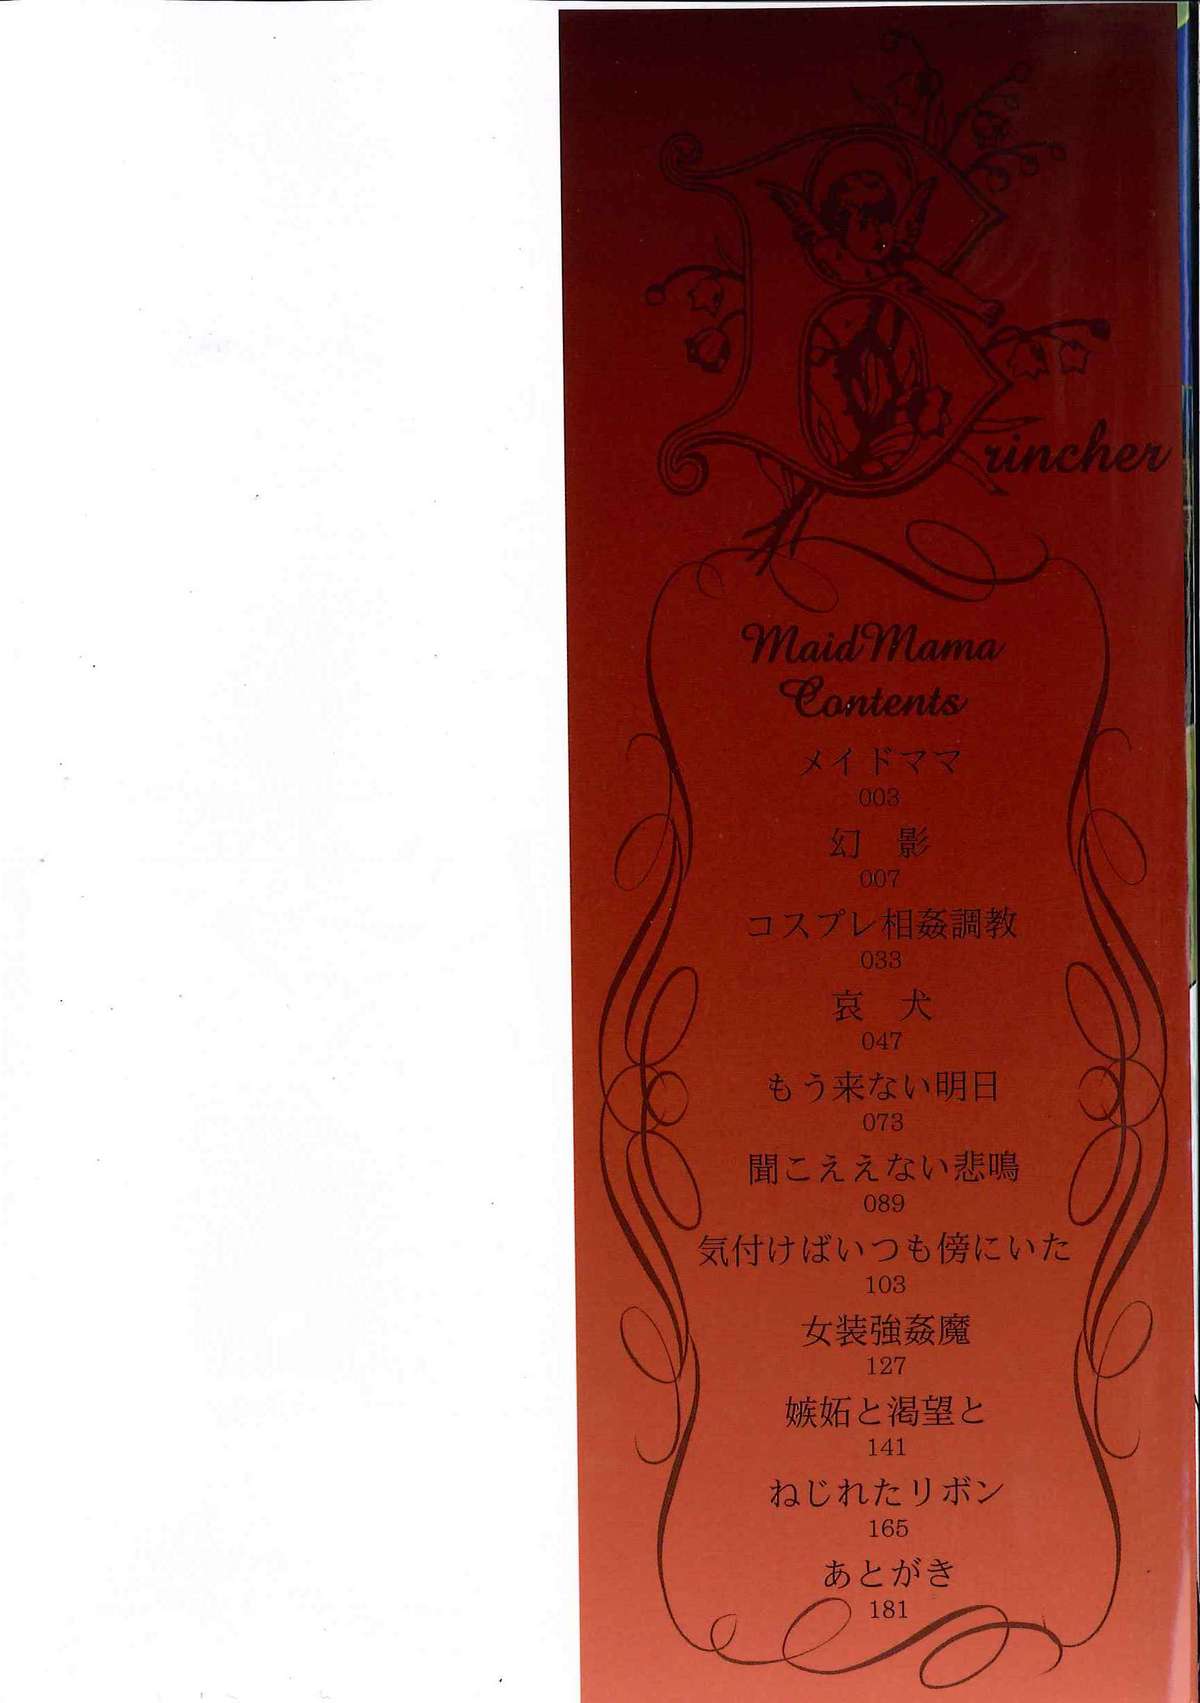 Brincher
Maid Mama
Contents
メイドママ
003
幻 影
007
コスプレ相姦調教
033
哀 犬
047
もう来ない明日
073
聞こええない悲鳴
089
気付けばいつも傍にいた
103
女装強姦魔
127
嫉妬と渇望と
141
ねじれたリボン
165
あとがき
181